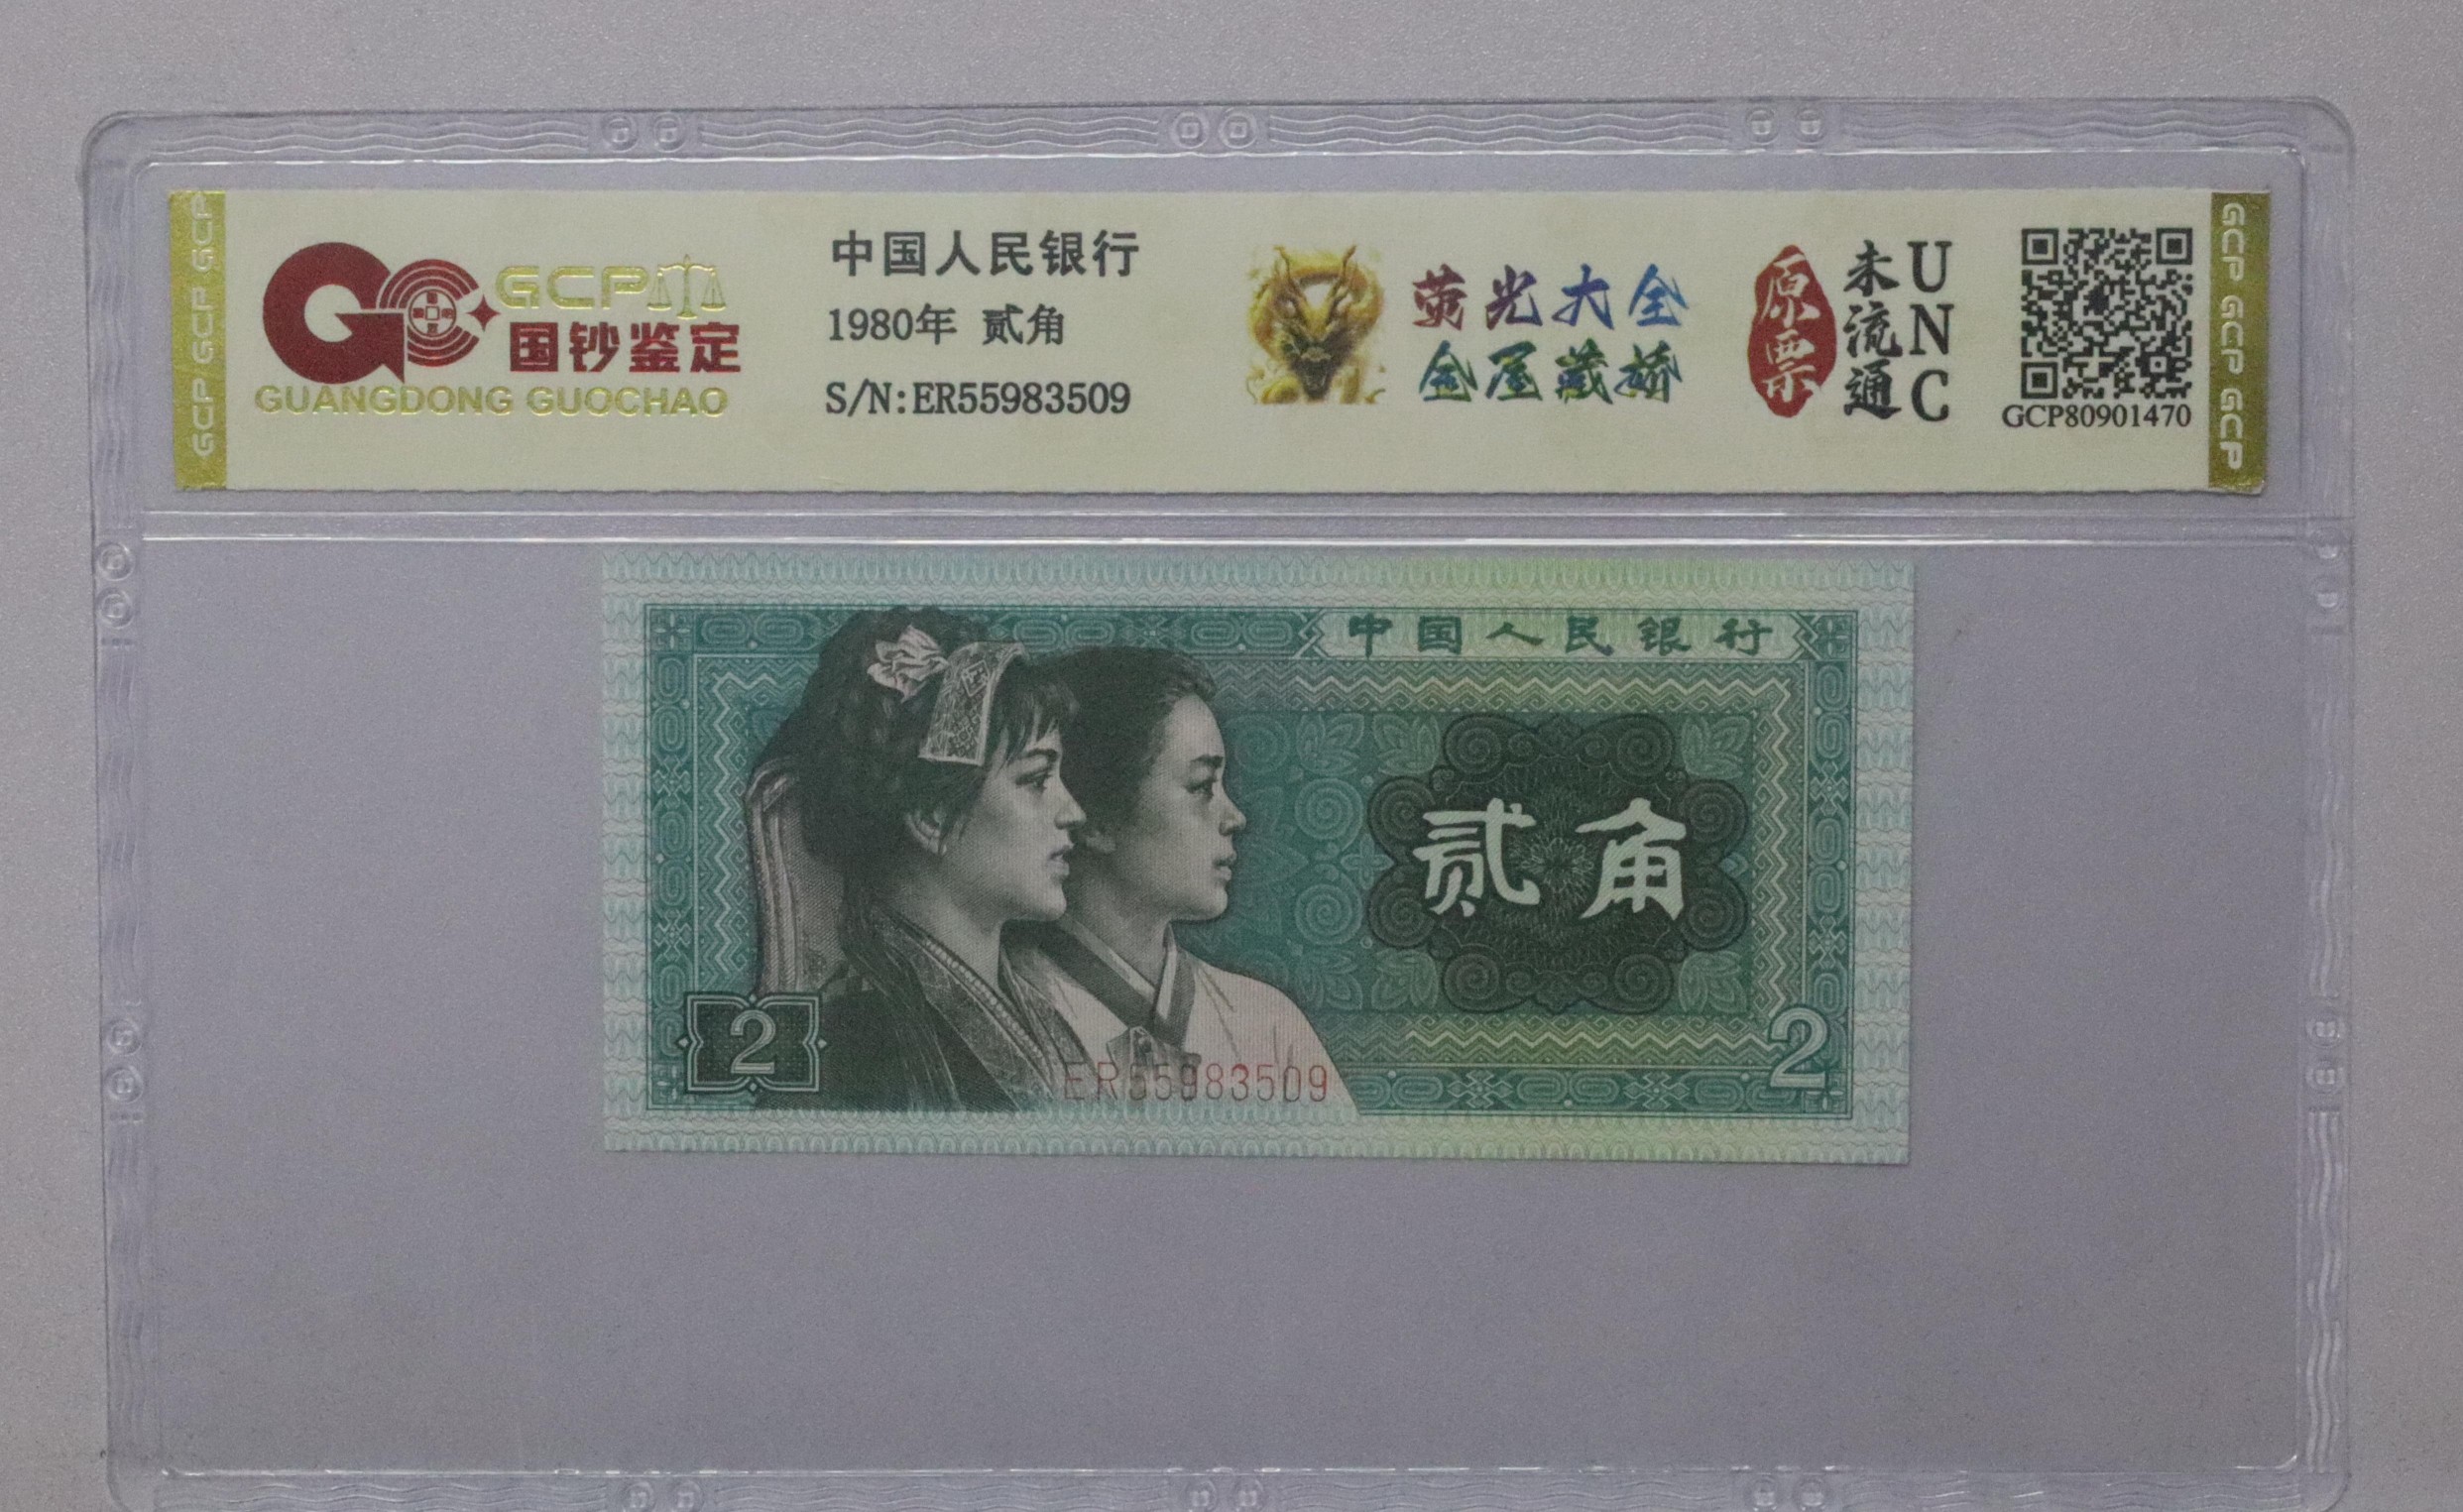 GCP GCP GCP
GCP
国钞鉴定
GUANGDONG GUOCHAO
中国人民银行
1980年 贰角
S/N:ER55983509
荧光大全
金屋藏娇
原票
未流通
UNC
GCP80901470
GCP GCP GCP
中国人民银行
贰角
2
2
ER55983509